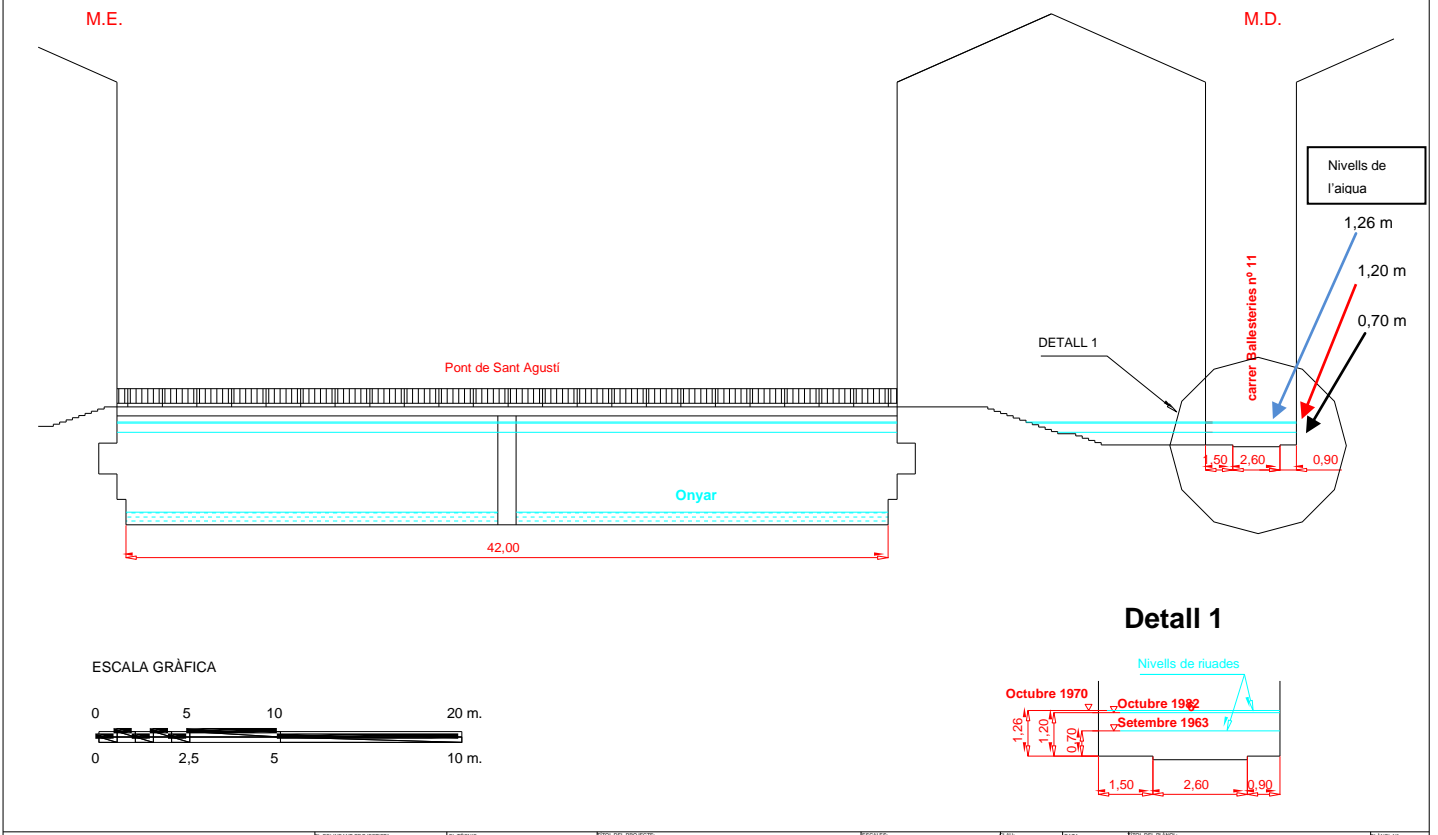 M.E.
M.D.
Nivells de
l'aigua
1,26 m
1,20 m
0,70 m
carrer Ballesteries nº 11
DETALL 1
Pont de Sant Agustí
1,50
2,60
0,90
Onyar
42,00
Detall 1
ESCALA GRÀFICA
0
5
10
20 m.
0
2,5
5
10 m.
Nivells de riuades
Octubre 1970
Octubre 1982
Setembre 1963
1,26
1,20
0,70
1,50
2,60
0,90